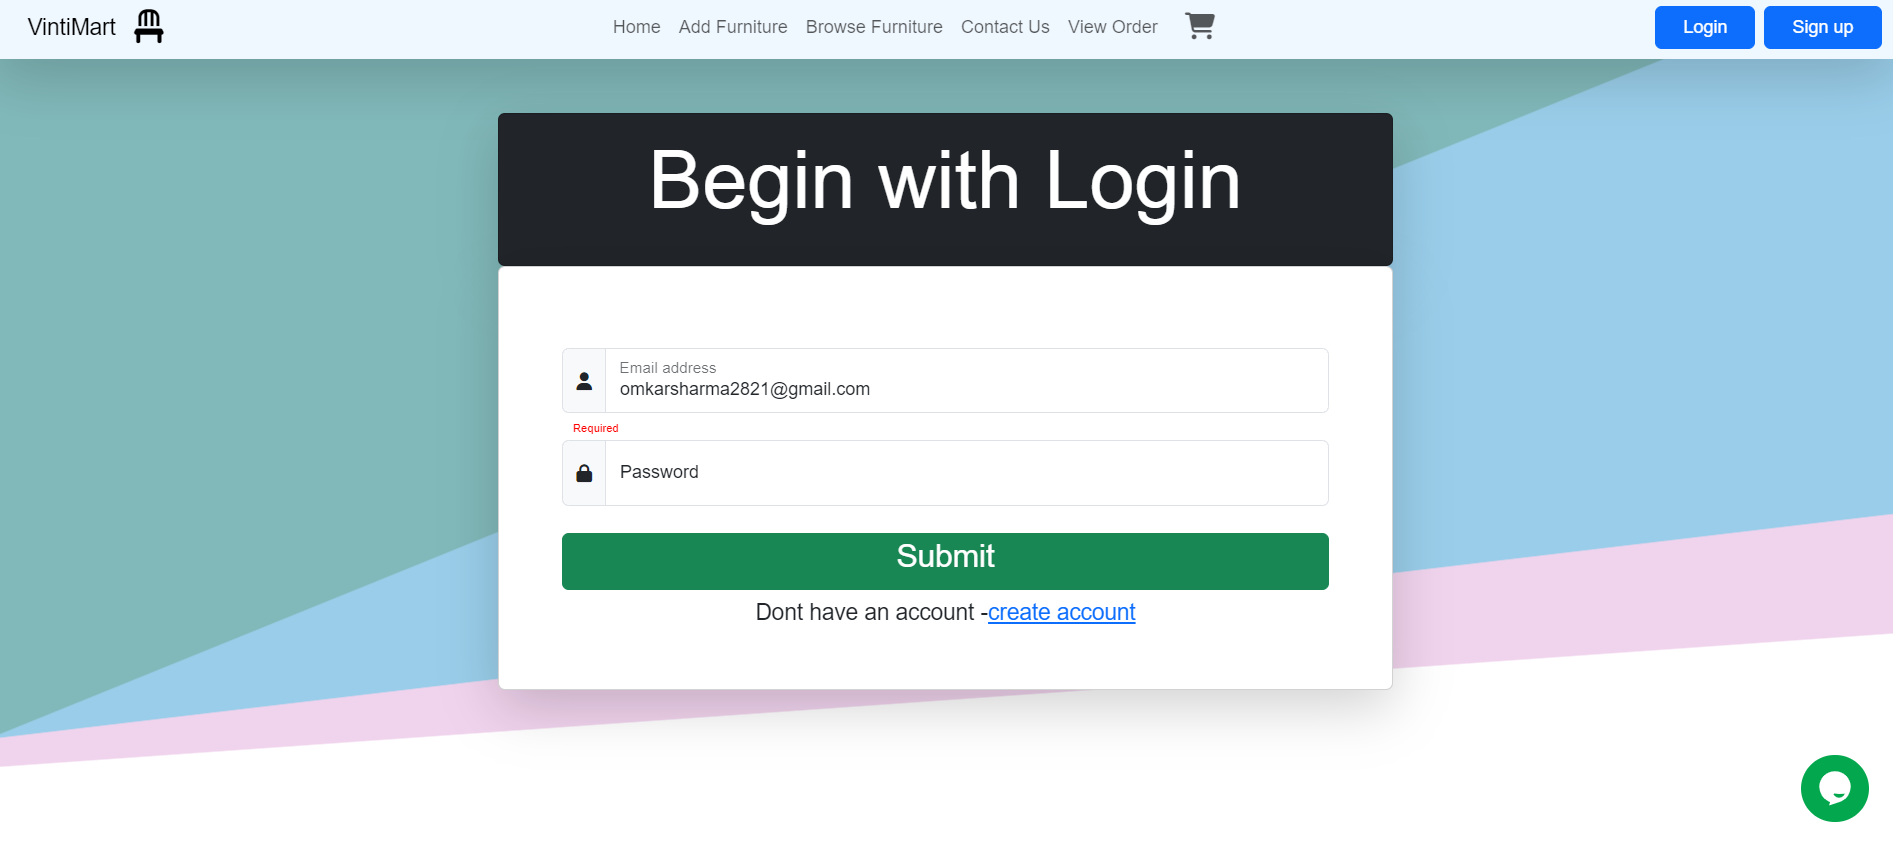 VintiMart
Home Add Furniture Browse Furniture Contact Us View Order
Login Sign up
Begin with Login
Email address
omkarsharma2821@gmail.com
Required
Password
Submit
Dont have an account -create account